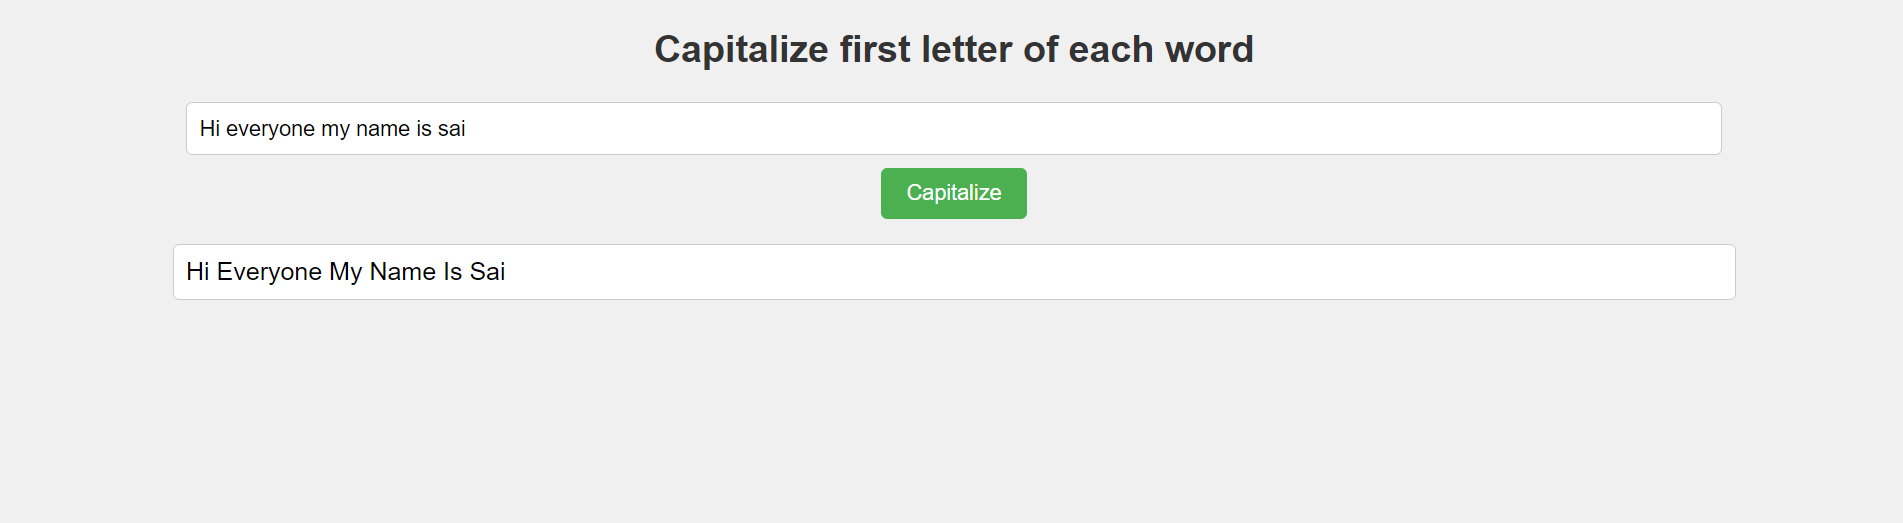 Capitalize first letter of each word
Hi everyone my name is sai
Capitalize
Hi Everyone My Name Is Sai